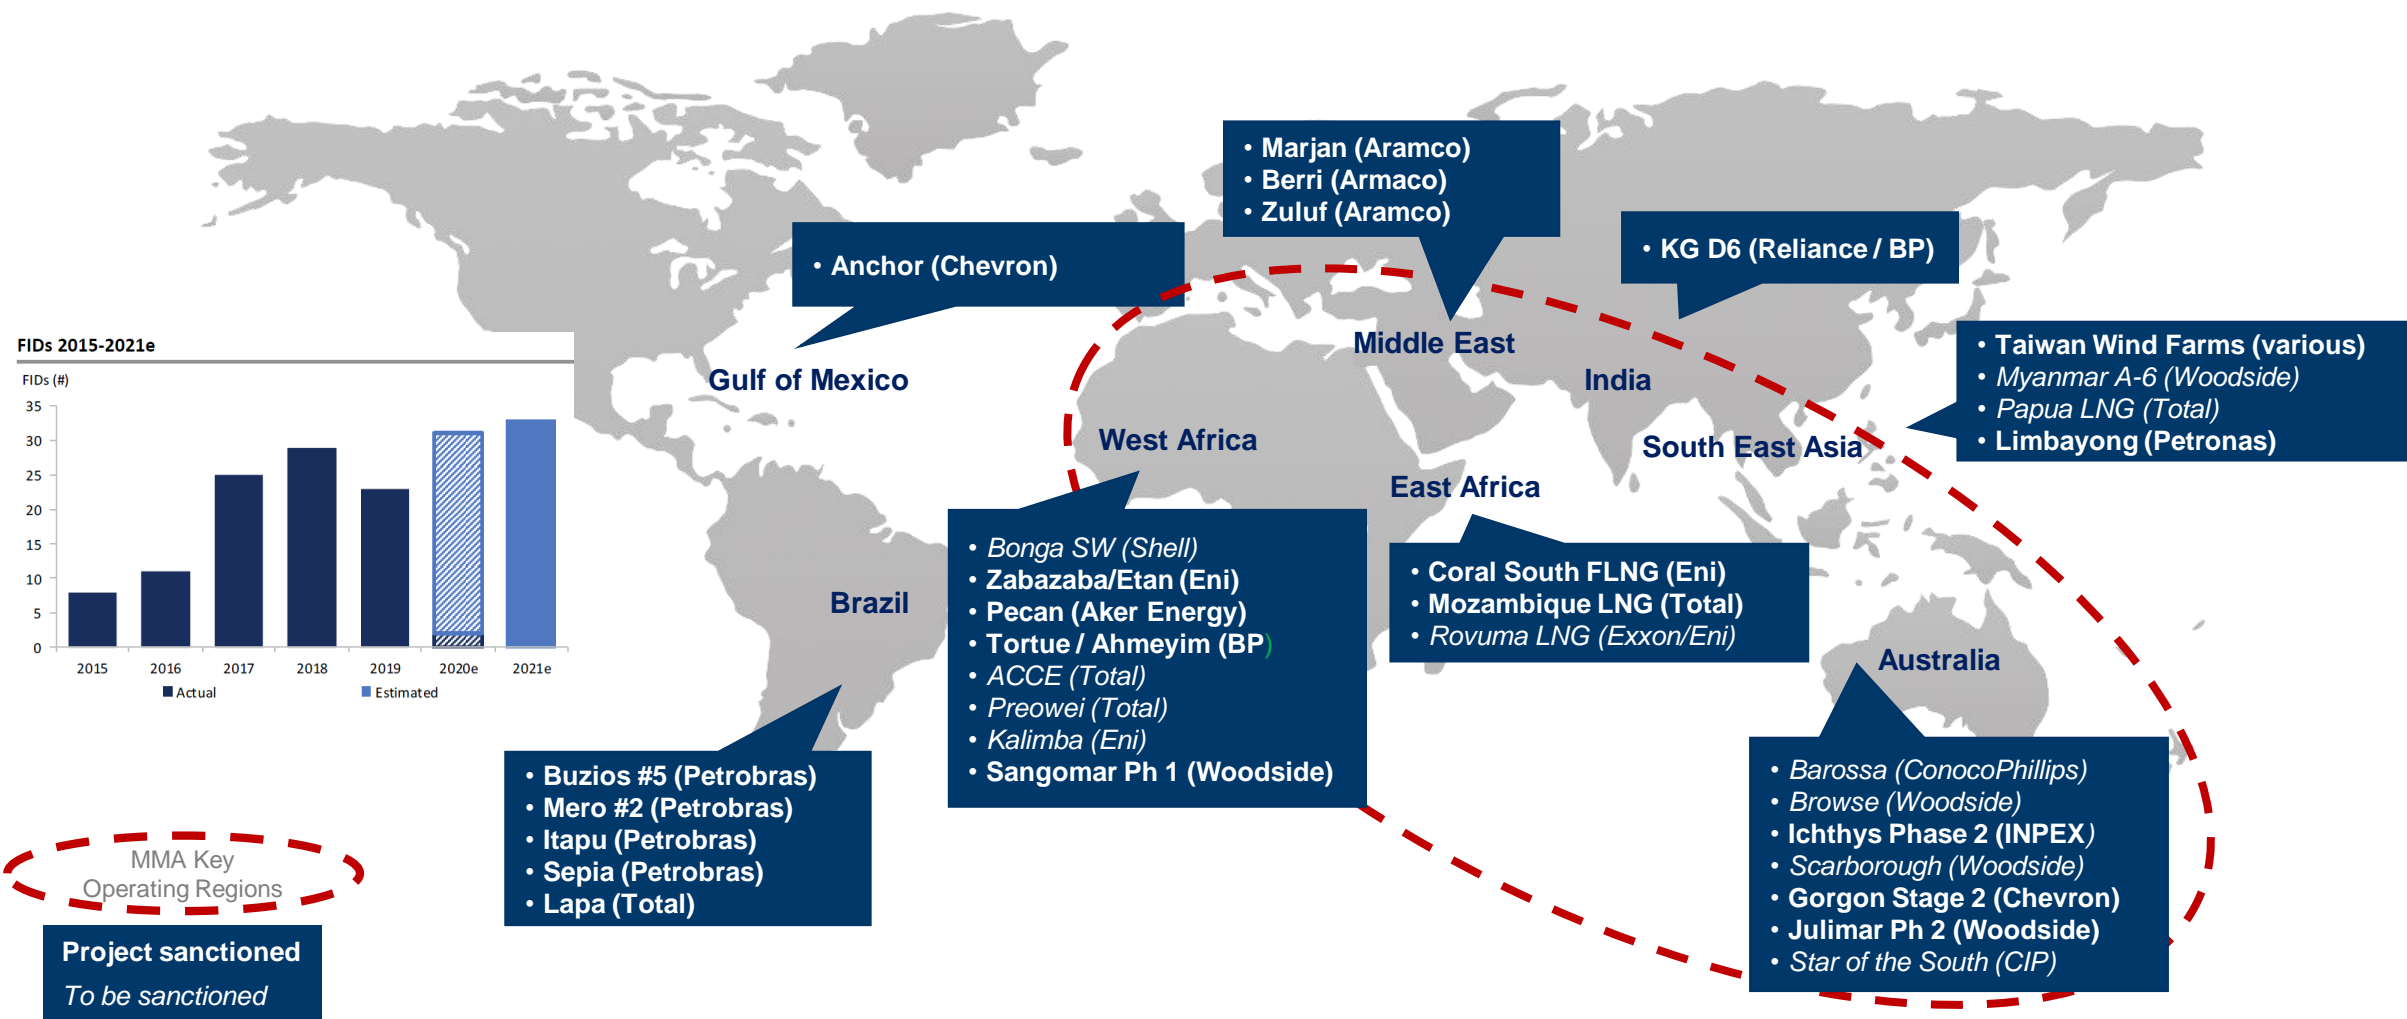 • Marjan (Aramco)
• Berri (Armaco)
• Zuluf (Aramco)
• Anchor (Chevron)
• KG D6 (Reliance / BP)
Middle East
Gulf of Mexico
India
West Africa
South East Asia
East Africa
Brazil
Australia
• Taiwan Wind Farms (various)
• Myanmar A-6 (Woodside)
• Papua LNG (Total)
• Limbayong (Petronas)
FIDs 2015-2021e
FIDs (#)
35
30
25
20
15
10
5
0
2015 2016 2017 2018 2019 2020e 2021e
Actual Estimated
• Bonga SW (Shell)
• Zabazaba/Etan (Eni)
• Pecan (Aker Energy)
• Tortue / Ahmeyim (BP)
• ACCE (Total)
• Preowei (Total)
• Kalimba (Eni)
• Sangomar Ph 1 (Woodside)
• Coral South FLNG (Eni)
• Mozambique LNG (Total)
• Rovuma LNG (Exxon/Eni)
• Buzios #5 (Petrobras)
• Mero #2 (Petrobras)
• Itapu (Petrobras)
• Sepia (Petrobras)
• Lapa (Total)
• Barossa (ConocoPhillips)
• Browse (Woodside)
• Ichthys Phase 2 (INPEX)
• Scarborough (Woodside)
• Gorgon Stage 2 (Chevron)
• Julimar Ph 2 (Woodside)
• Star of the South (CIP)
MMA Key
Operating Regions
Project sanctioned
To be sanctioned